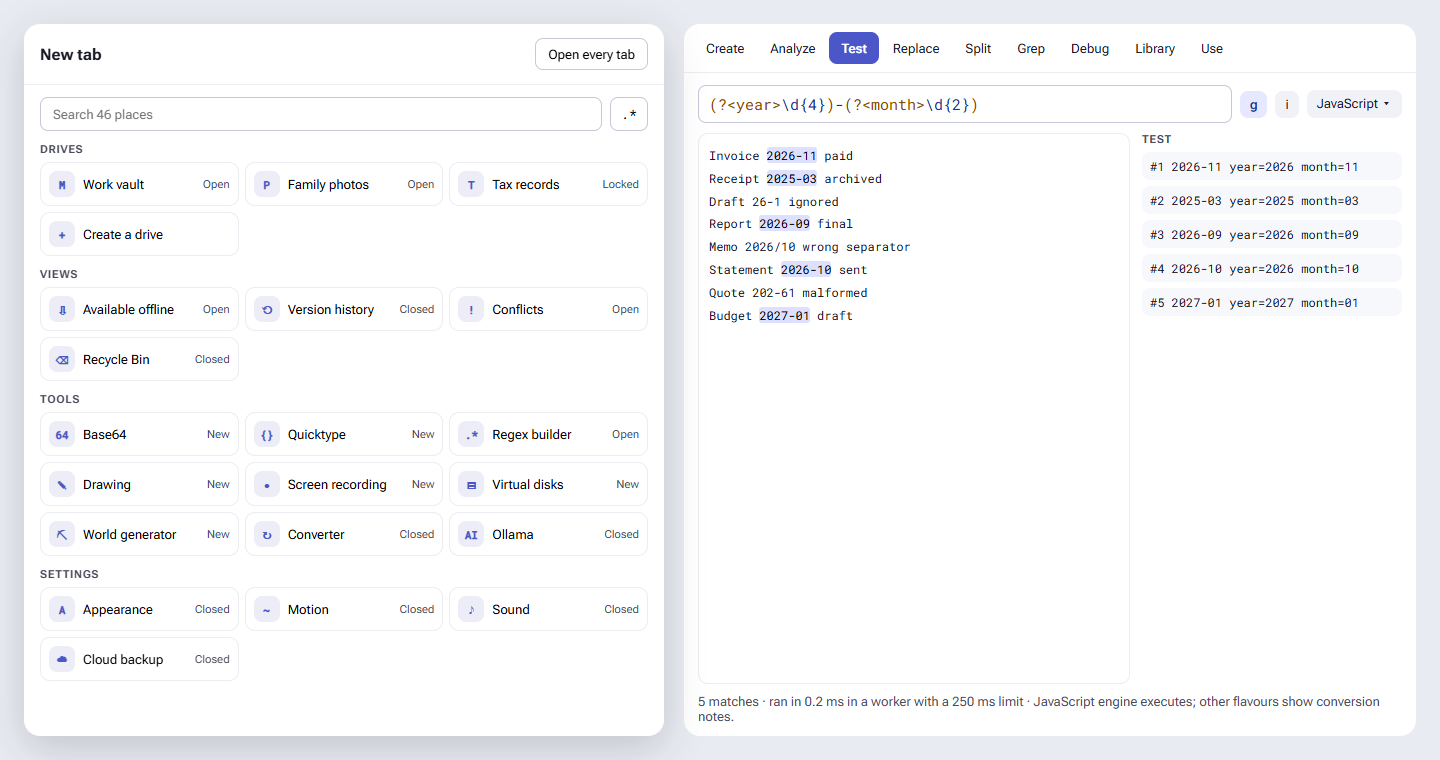 New tab
Open every tab
Search 46 places
.*
DRIVES
M Work vault Open
P Family photos Open
T Tax records Locked
+ Create a drive
VIEWS
⇩ Available offline Open
⟲ Version history Closed
! Conflicts Open
⌫ Recycle Bin Closed
TOOLS
64 Base64 New
{} Quicktype New
.* Regex builder Open
✎ Drawing New
● Screen recording New
⊟ Virtual disks New
⛏ World generator New
↻ Converter Closed
AI Ollama Closed
SETTINGS
A Appearance Closed
~ Motion Closed
♪ Sound Closed
☁ Cloud backup Closed
Create Analyze Test Replace Split Grep Debug Library Use
(?<year>\d{4})-(?<month>\d{2})
g i JavaScript ▾
Invoice 2026-11 paid
Receipt 2025-03 archived
Draft 26-1 ignored
Report 2026-09 final
Memo 2026/10 wrong separator
Statement 2026-10 sent
Quote 202-61 malformed
Budget 2027-01 draft
TEST
#1 2026-11 year=2026 month=11
#2 2025-03 year=2025 month=03
#3 2026-09 year=2026 month=09
#4 2026-10 year=2026 month=10
#5 2027-01 year=2027 month=01
5 matches · ran in 0.2 ms in a worker with a 250 ms limit · JavaScript engine executes; other flavours show conversion
notes.